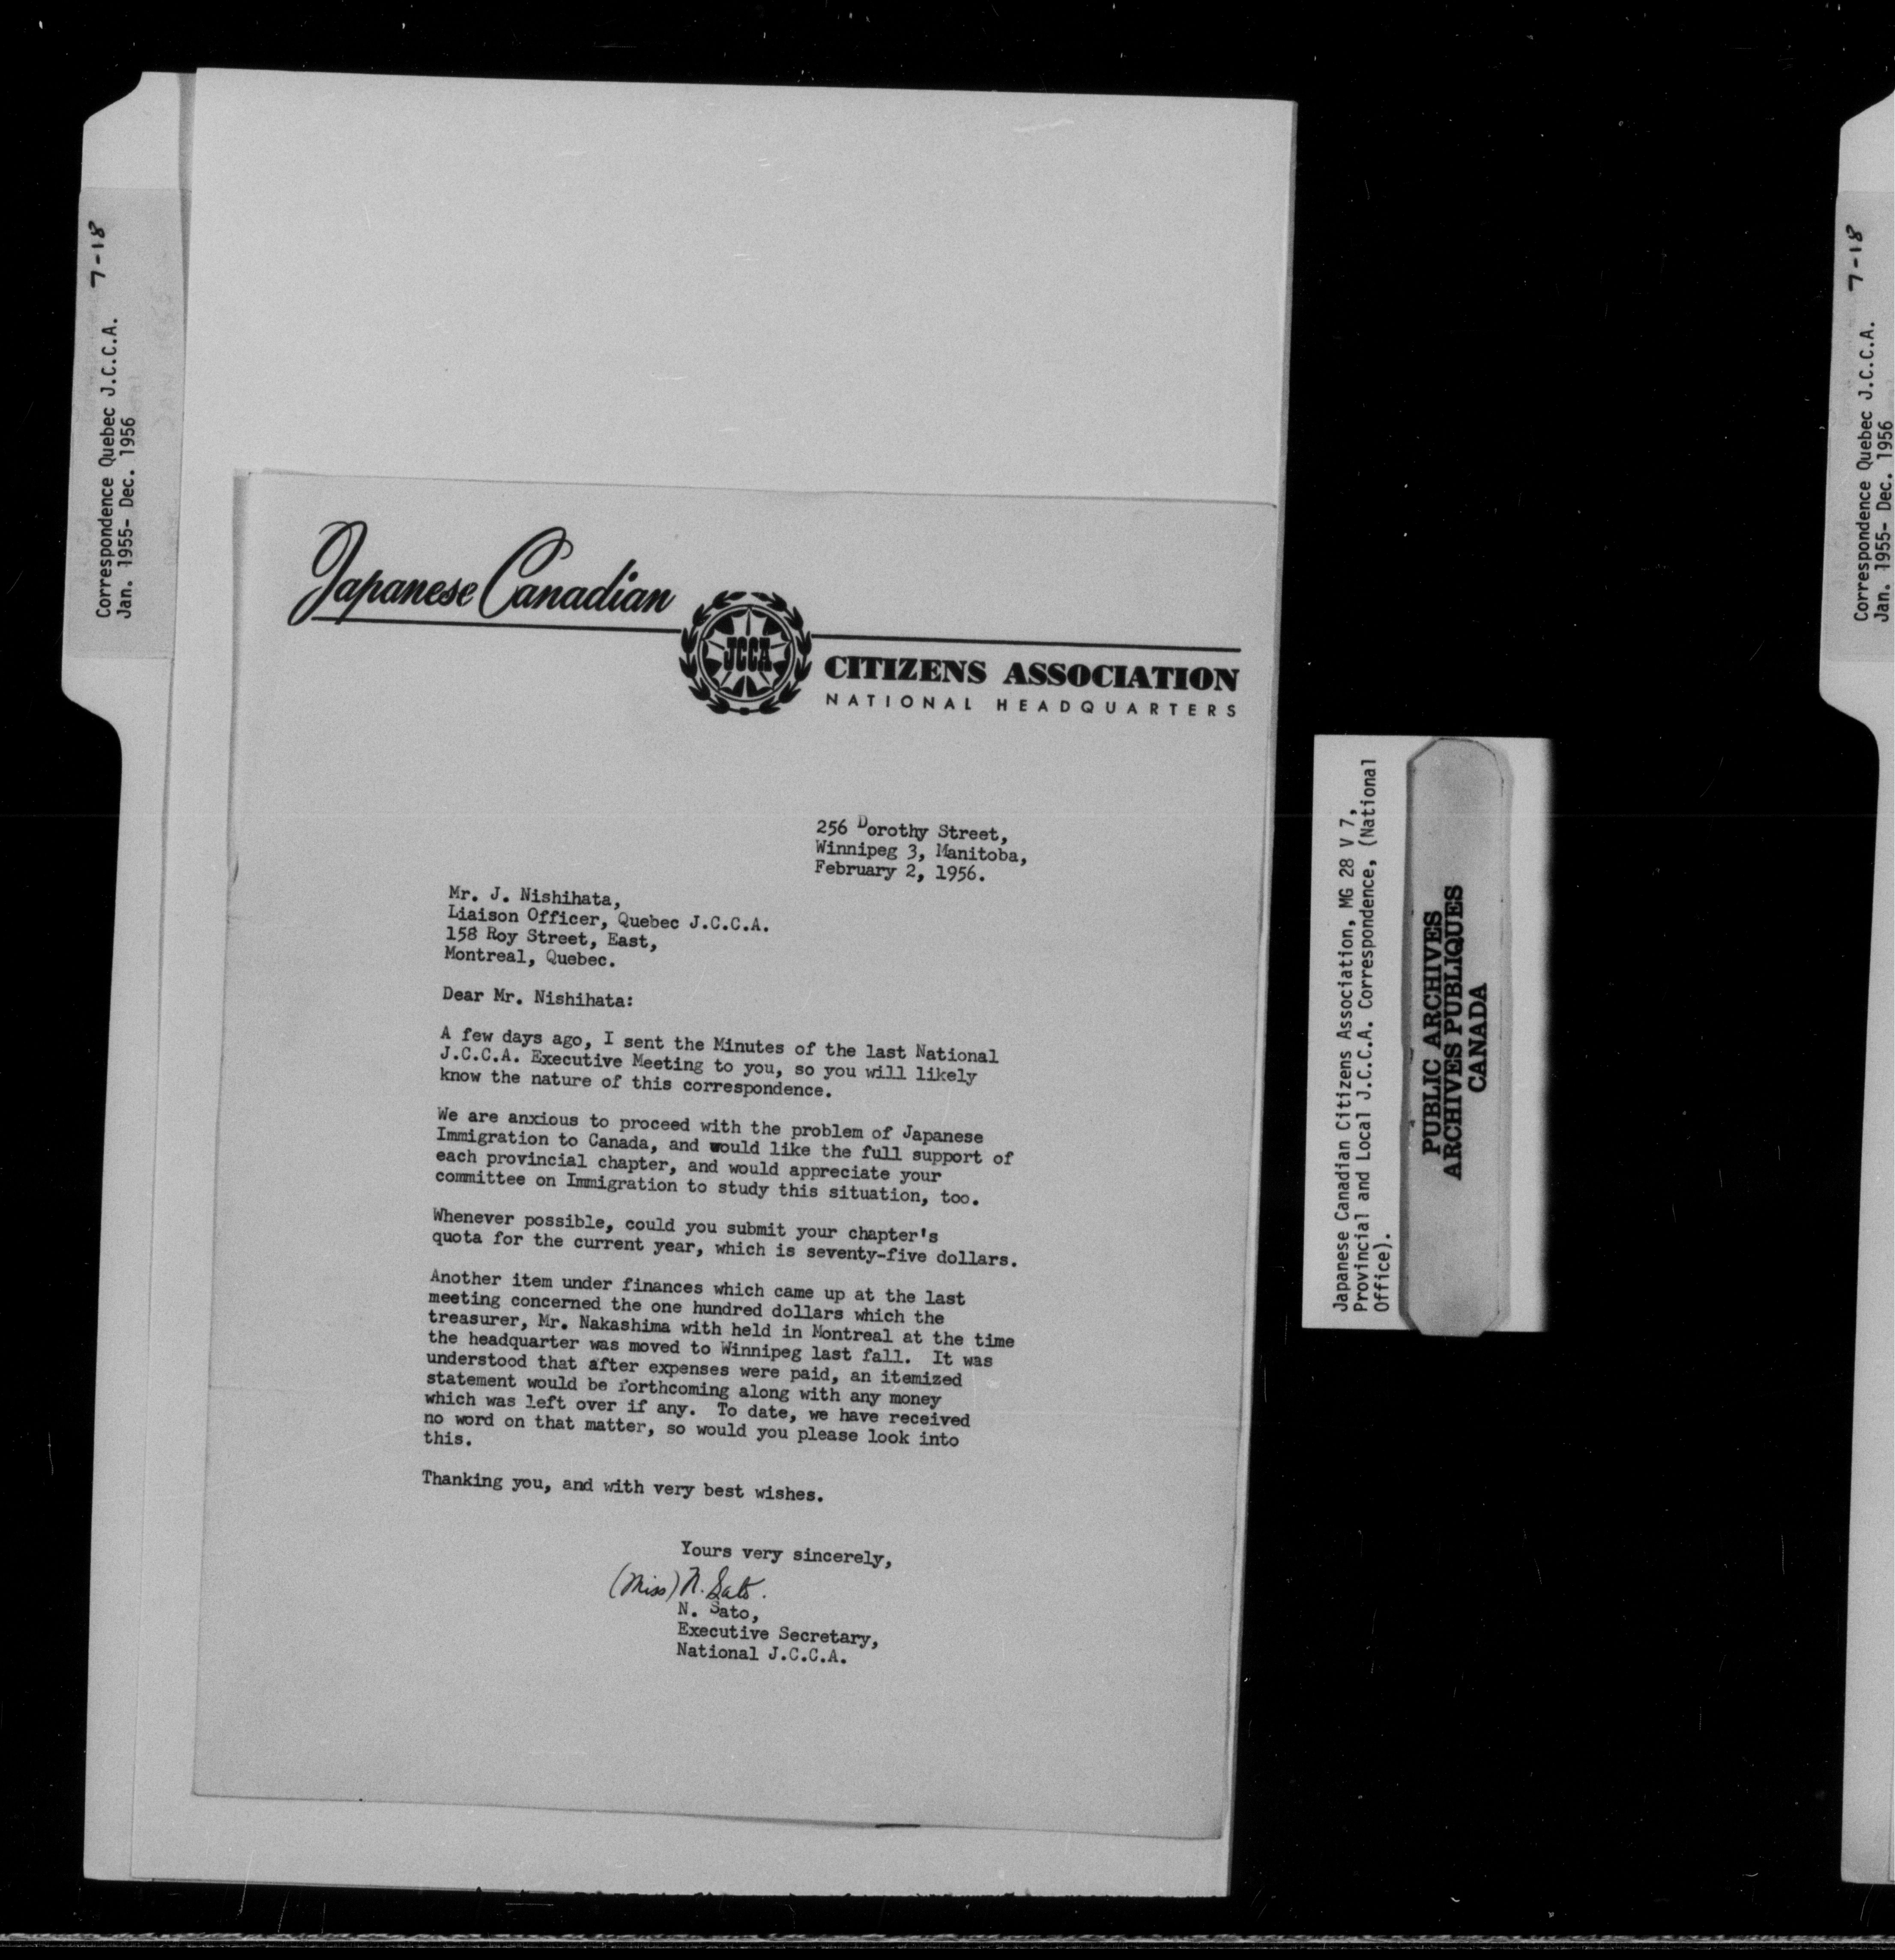 Correspondence Quebec J.C.C.A. 7-18
Jan. 1955- Dec. 1956
Japanese Canadian
JCCA
CITIZENS ASSOCIATION
NATIONAL HEADQUARTERS
256 Dorothy Street,
Winnipeg 3, Manitoba,
February 2, 1956.
Mr. J. Nishihata,
Liaison Officer, Quebec J.C.C.A.
158 Roy Street, East,
Montreal, Quebec.
Dear Mr. Nishihata:
A few days ago, I sent the Minutes of the last National
J.C.C.A. Executive Meeting to you, so you will likely
know the nature of this correspondence.
We are anxious to proceed with the problem of Japanese
Immigration to Canada, and would like the full support of
each provincial chapter, and would appreciate your
committee on Immigration to study this situation, too.
Whenever possible, could you submit your chapter's
quota for the current year, which is seventy-five dollars.
Another item under finances which came up at the last
meeting concerned the one hundred dollars which the
treasurer, Mr. Nakashima with held in Montreal at the time
the headquarter was moved to Winnipeg last fall. It was
understood that after expenses were paid, an itemized
statement would be forthcoming along with any money
which was left over if any. To date, we have received
no word on that matter, so would you please look into
this.
Thanking you, and with very best wishes.
Yours very sincerely,
(Miss) N. Sato.
N. Sato,
Executive Secretary,
National J.C.C.A.
Japanese Canadian Citizens Association, MG 28 V 7,
Provincial and Local J.C.C.A. Correspondence, (National
Office).
PUBLIC ARCHIVES
ARCHIVES PUBLIQUES
CANADA
Correspondence Quebec J.C.C.A. 7-18
Jan. 1955- Dec. 1956